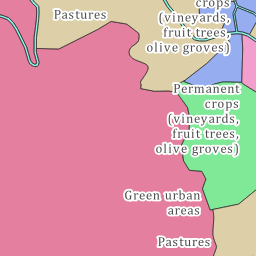 crops
(vineyards,
fruit trees,
olive groves)
Pastures
Permanent
crops
(vineyards,
fruit trees,
olive groves)
Green urban
areas
Pastures